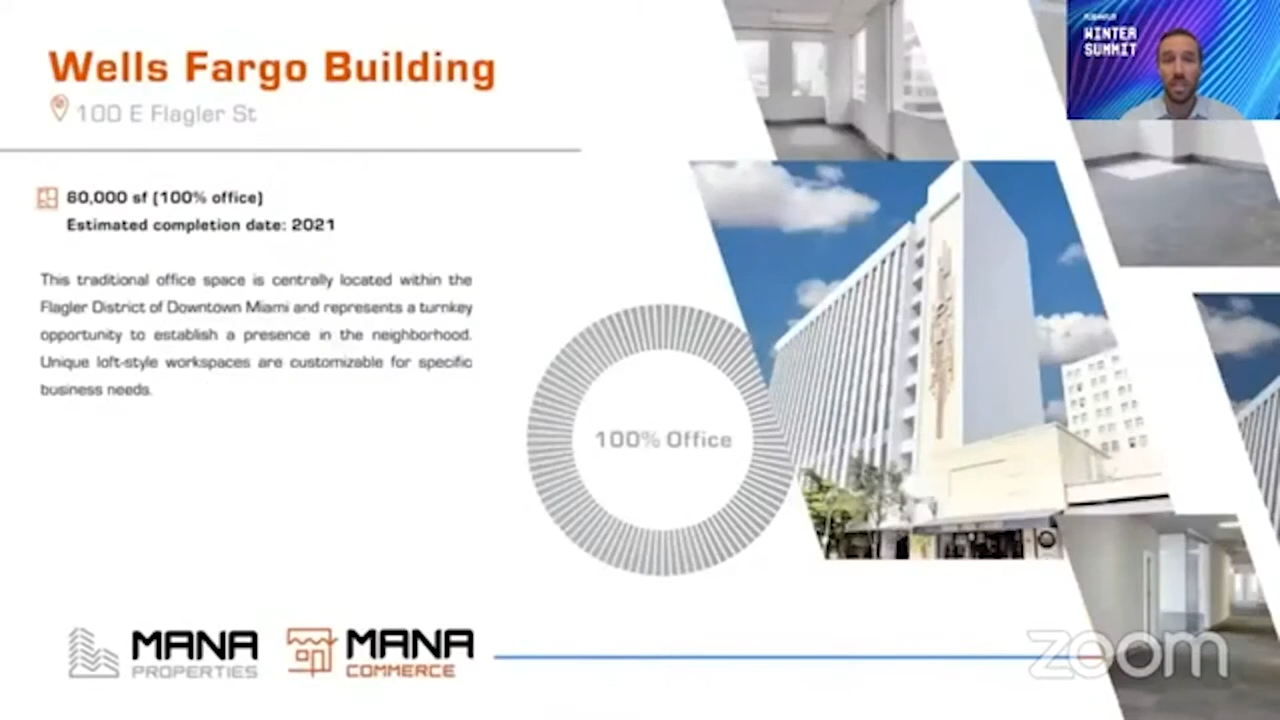 Wells Fargo Building
100 E Flagler St
60,000 sf (100% office)
Estimated completion date: 2021
This traditional office space is centrally located within the
Flagler District of Downtown Miami and represents a turnkey
opportunity to establish a presence in the neighborhood.
Unique loft-style workspaces are customizable for specific
business needs.
100% Office
MANA
PROPERTIES
MANA
COMMERCE
WINTER
SUMMIT
zoom